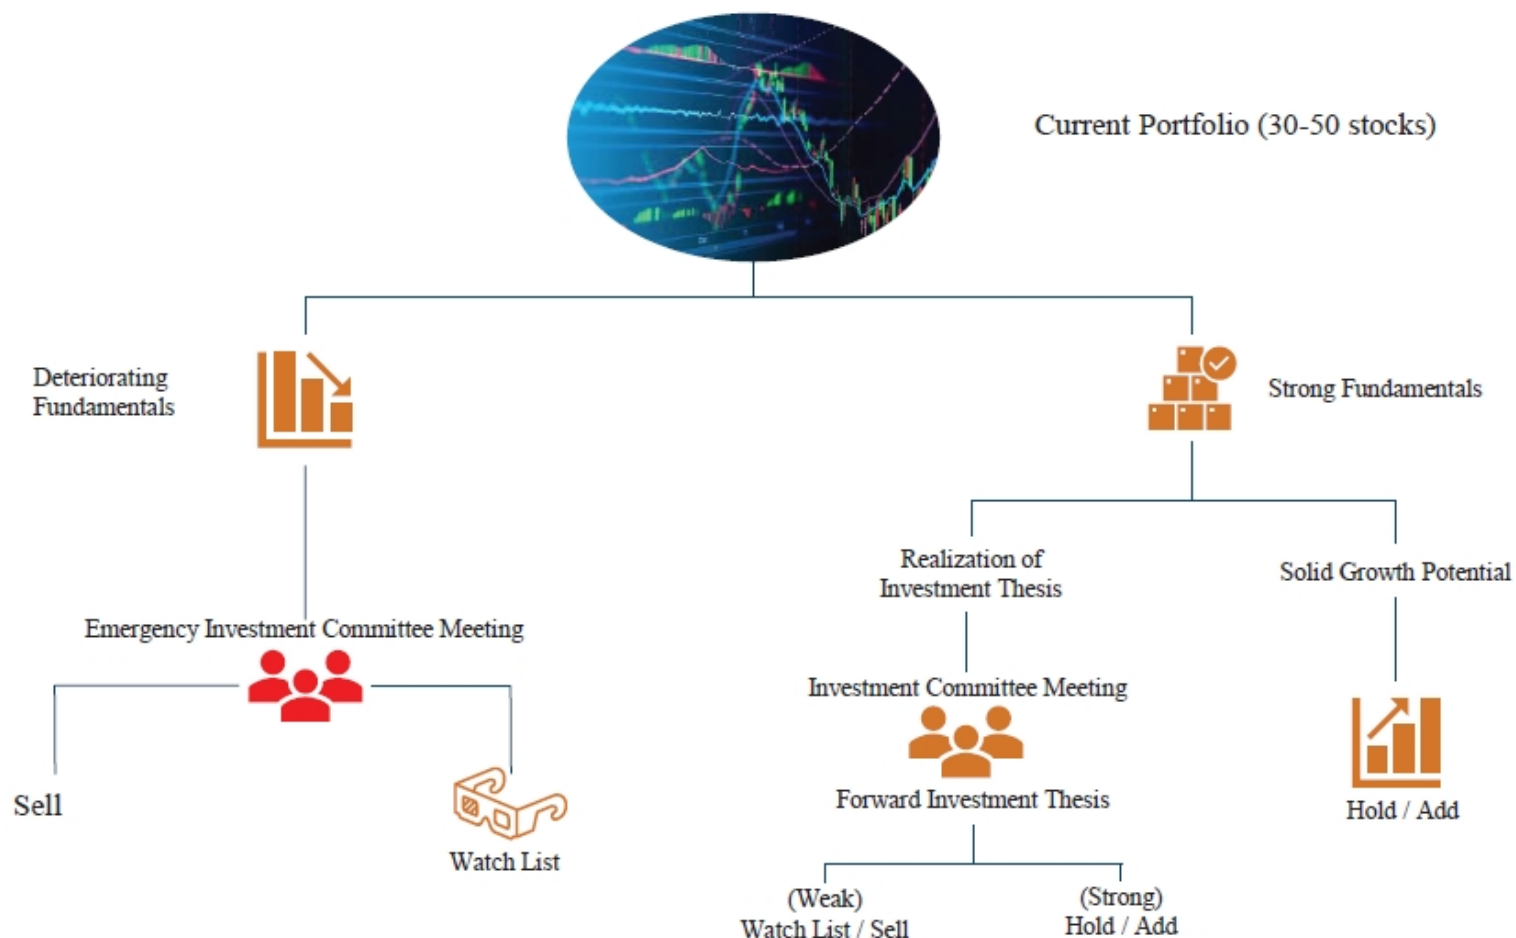 Current Portfolio (30-50 stocks)
Deteriorating
Fundamentals
Strong Fundamentals
Realization of
Investment Thesis
Solid Growth Potential
Emergency Investment Committee Meeting
Investment Committee Meeting
Forward Investment Thesis
Sell
Watch List
Hold / Add
(Weak)
Watch List / Sell
(Strong)
Hold / Add